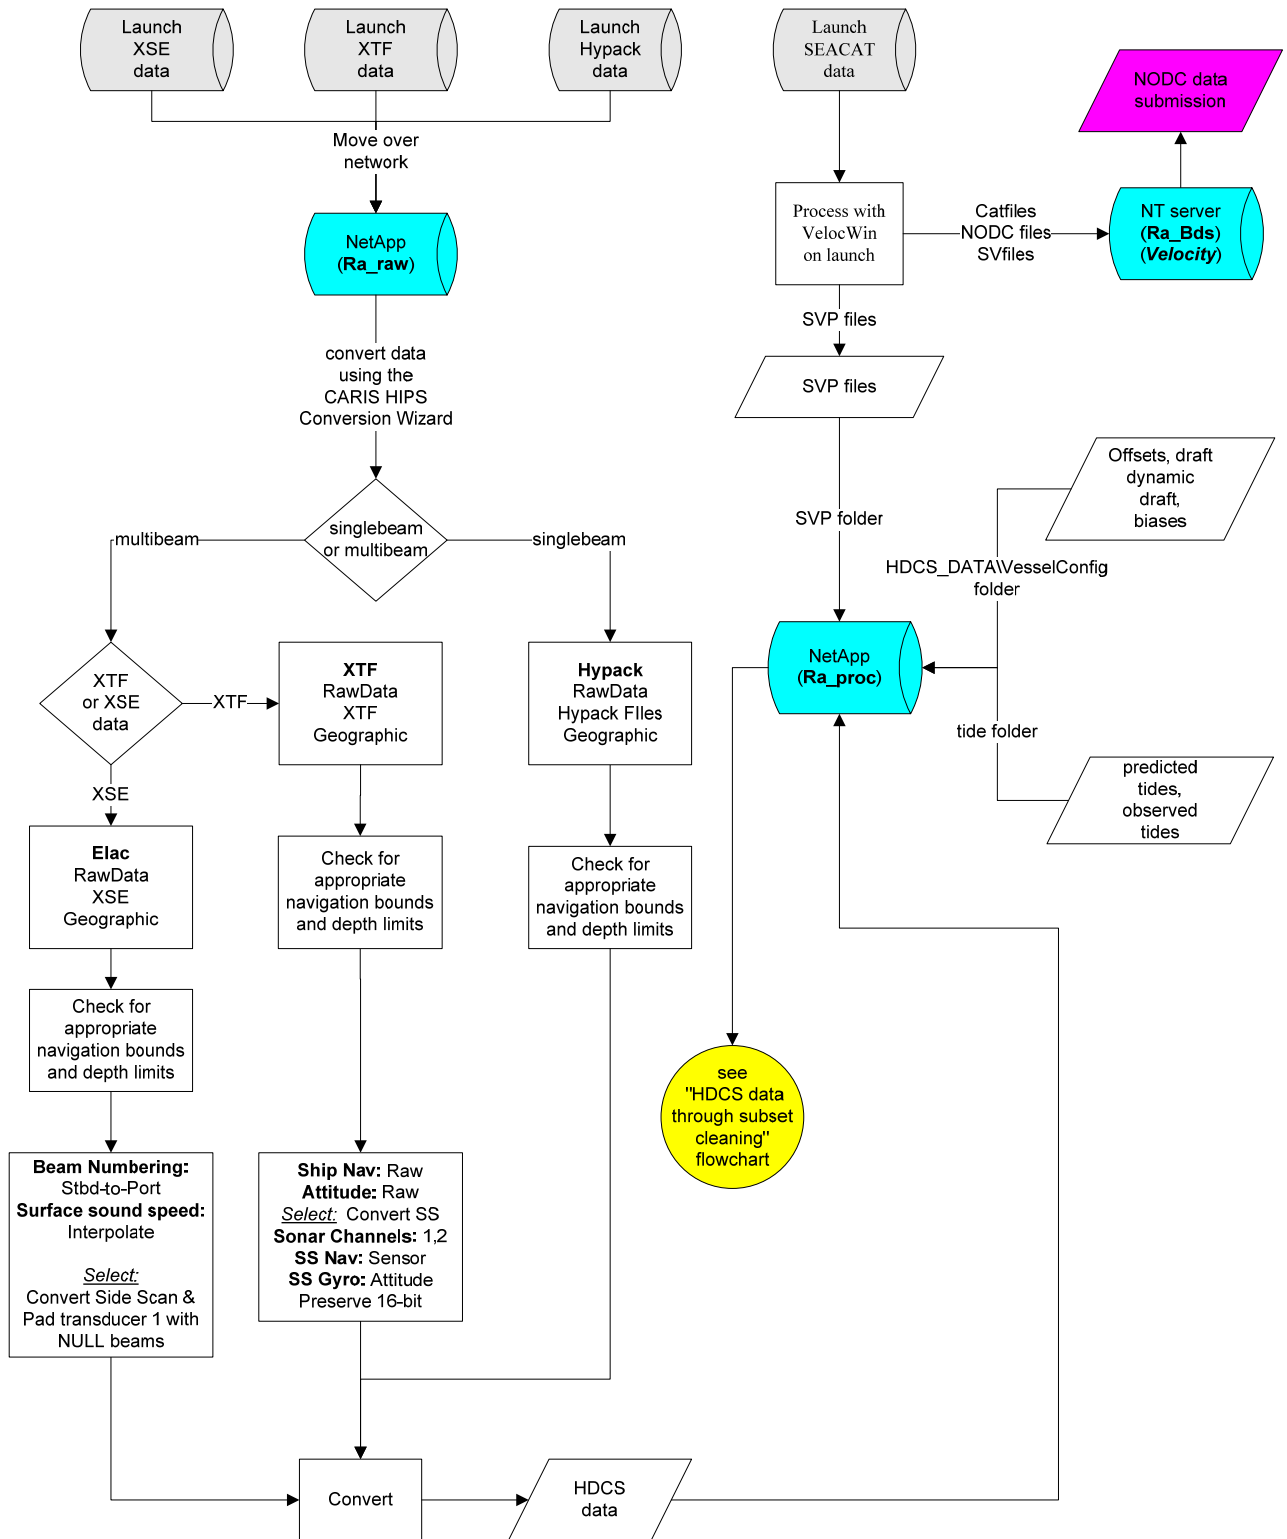 Launch
XSE
data
Launch
XTF
data
Launch
Hypack
data
Launch
SEACAT
data
NODC data
submission
Move over
network
NetApp
(Ra_raw)
Process with
VelocWin
on launch
Catfiles
NODC files
SVfiles
NT server
(Ra_Bds)
(Velocity)
SVP files
SVP files
convert data
using the
CARIS HIPS
Conversion Wizard
singlebeam
or multibeam
multibeam
singlebeam
SVP folder
Offsets, draft
dynamic
draft,
biases
HDCS_DATA\VesselConfig
folder
NetApp
(Ra_proc)
tide folder
predicted
tides,
observed
tides
XTF
or XSE
data
XTF
XSE
XTF
RawData
XTF
Geographic
Hypack
RawData
Hypack FIles
Geographic
Elac
RawData
XSE
Geographic
Check for
appropriate
navigation bounds
and depth limits
Check for
appropriate
navigation bounds
and depth limits
Check for
appropriate
navigation bounds
and depth limits
see
"HDCS data
through subset
cleaning"
flowchart
Beam Numbering:
Stbd-to-Port
Surface sound speed:
Interpolate
Select:
Convert Side Scan &
Pad transducer 1 with
NULL beams
Ship Nav: Raw
Attitude: Raw
Select: Convert SS
Sonar Channels: 1,2
SS Nav: Sensor
SS Gyro: Attitude
Preserve 16-bit
Convert
HDCS
data